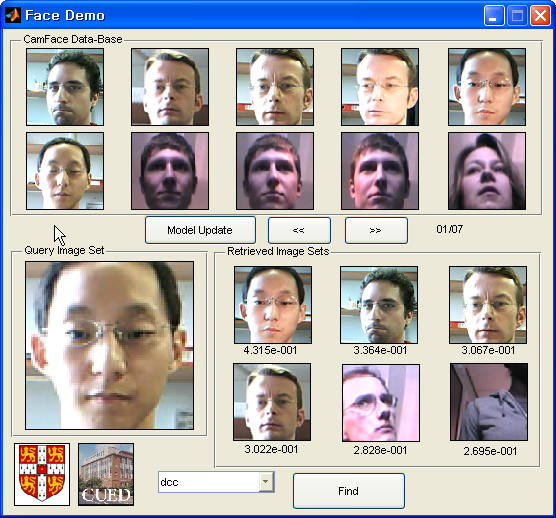 Face Demo
CamFace Data-Base
Model Update
<<
>>
01/07
Query Image Set
Retrieved Image Sets
4.315e-001
3.364e-001
3.067e-001
3.022e-001
2.828e-001
2.695e-001
CUED
dcc
Find